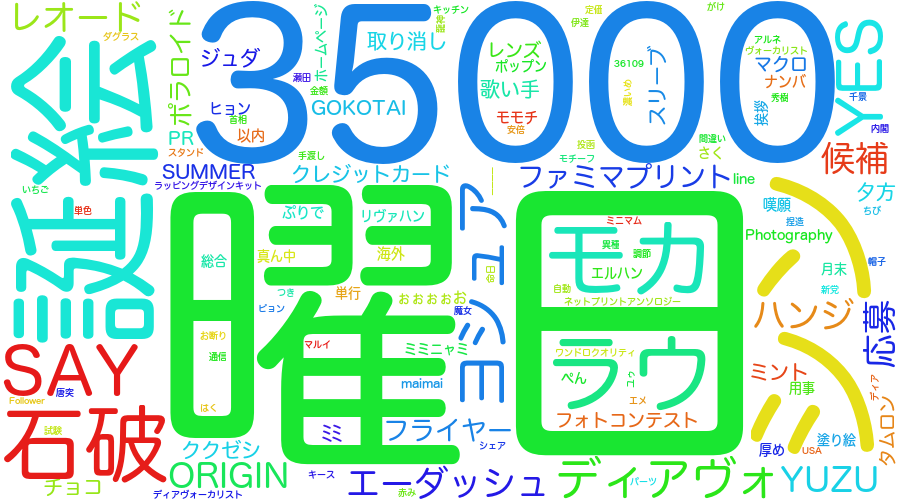 レオード
ダグラス
ポラロイド
ジュダ
35000
ホームページ
キッチン
歌詞
伊達
定価
がけ
取り消し
レンズ
ポップン
アルネ
ヴォーカリスト
マクロ
ナンバ
YES
誕絵
瀬田
金額
歌い手
36109
スリーブ
秀樹
千景
ヒョン
首相
GOKOTAI
モモチ
安倍
闘いぬ
挨拶
内閣
PR
以内
スタンド
手渡し
投函
モチーフ
間違い
さく
候補
SUMMER
ラッピングデザインキット
クレジットカード
ファミマプリント
line
いちご
単色
曜日
ぷりで
リヴァハン
ヨシュア
夕方
嘆願
ちび
ミニマム
捏造
モカ
Photography
異種
調節
総合
真ん中
海外
エルハン
帽子
月末
自動
新党
つき
単行
ぉぉぉぉお
ネットプリントアンソロジー
ピョン
魔女
ハンジ
応募
お断り
通信
マルイ
ミミニャミ
ラウ
ワンドロクオリティ
SAY
唐突
maimai
ぺん
ユウ
ミント
用事
ディア
Follower
はく
エメ
石破
試験
ミミ
フライヤー
フォトコンテスト
シェア
塗り絵
厚め
USA
タムロン
ククゼシ
チョコ
ORIGIN
キース
エーダッシュ
ディアヴォ
パーツ
YUZU
ディアヴォーカリスト
赤み